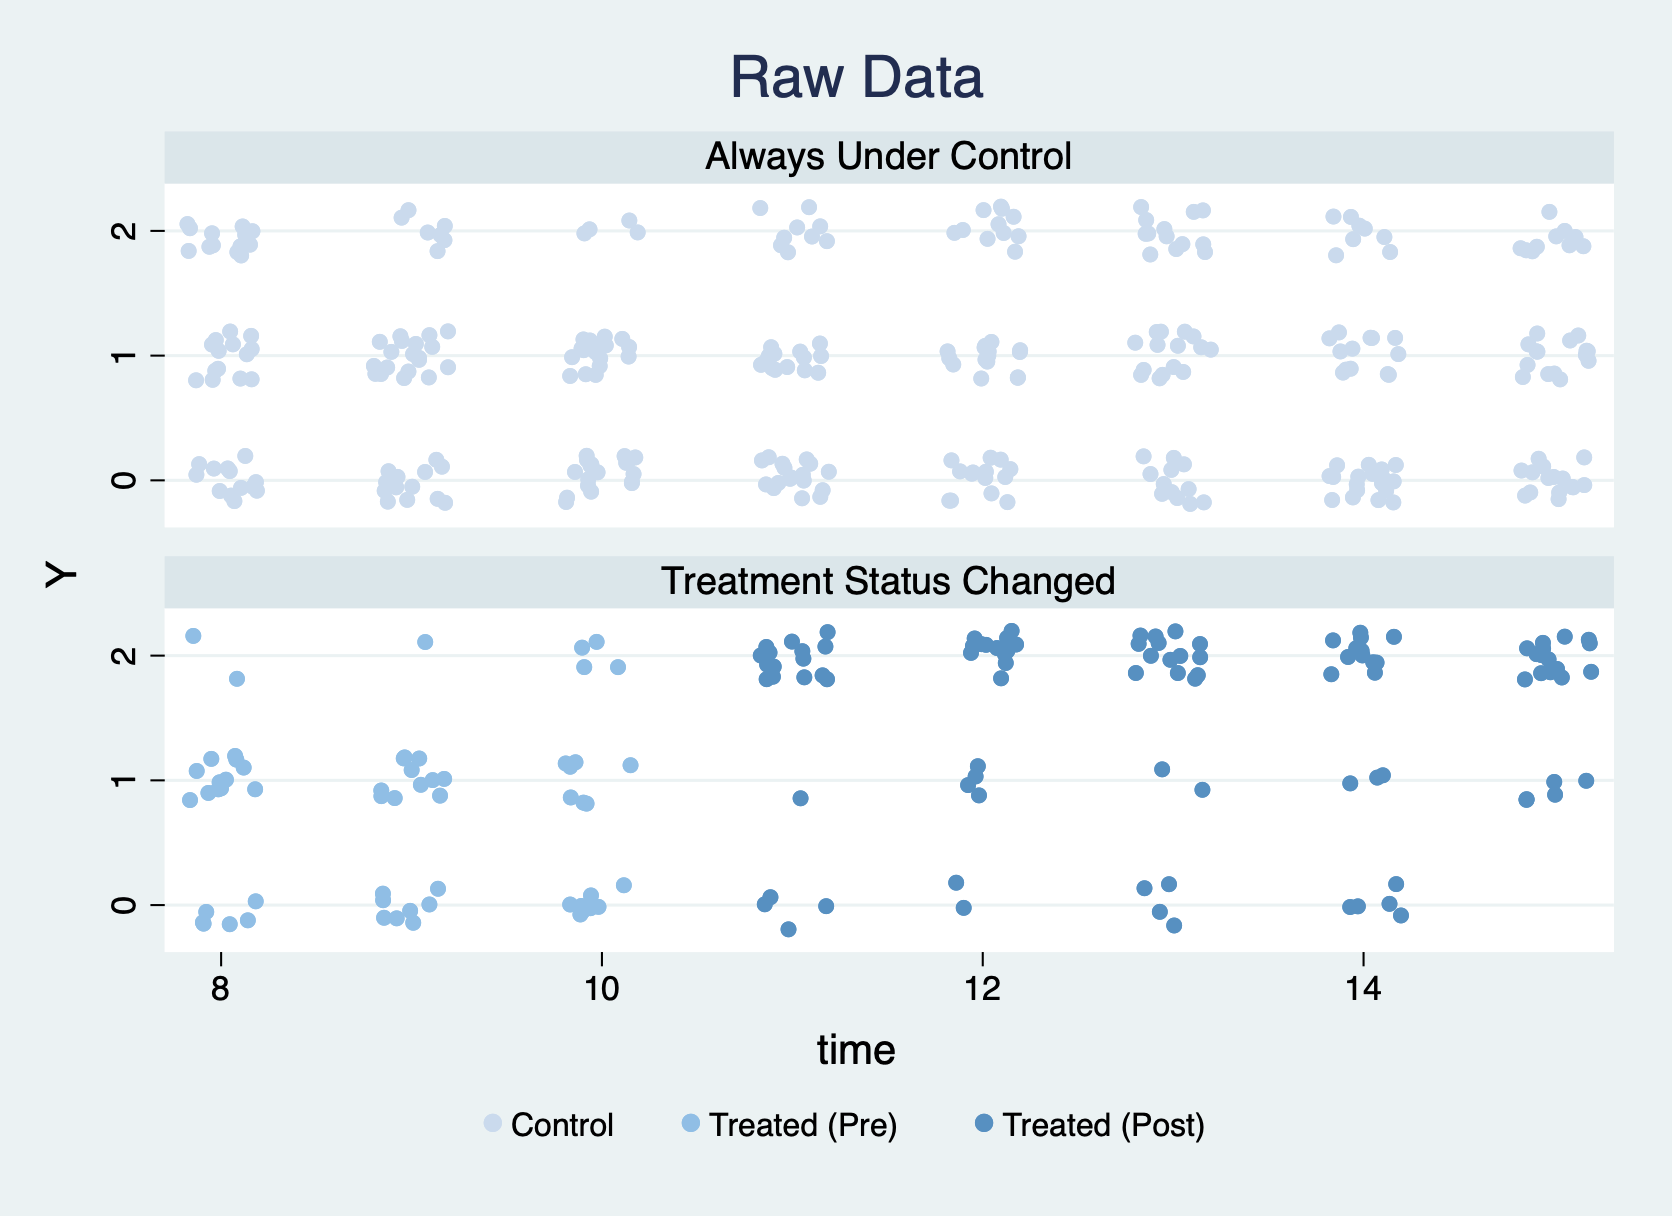 Raw Data
Always Under Control
2
1
0
Y
Treatment Status Changed
2
1
0
8 10 12 14
time
Control Treated (Pre) Treated (Post)